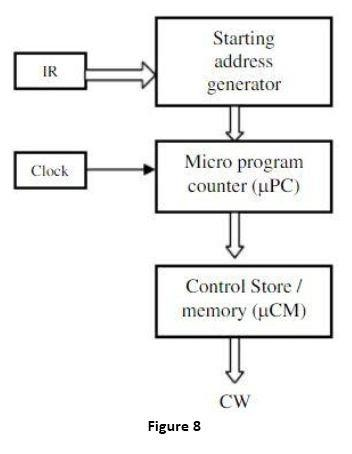 Starting
address
generator
IR
Micro program
counter (µPC)
Clock
Control Store /
memory (µCM)
CW
Figure 8